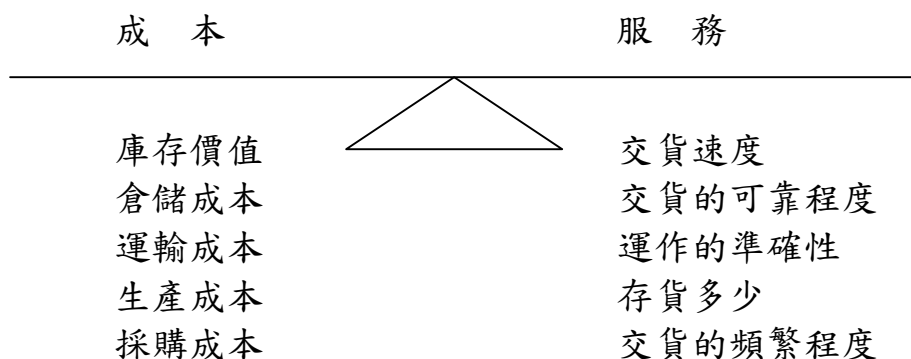 成 本 服 務
庫存價值 交貨速度
倉儲成本 交貨的可靠程度
運輸成本 運作的準確性
生產成本 存貨多少
採購成本 交貨的頻繁程度